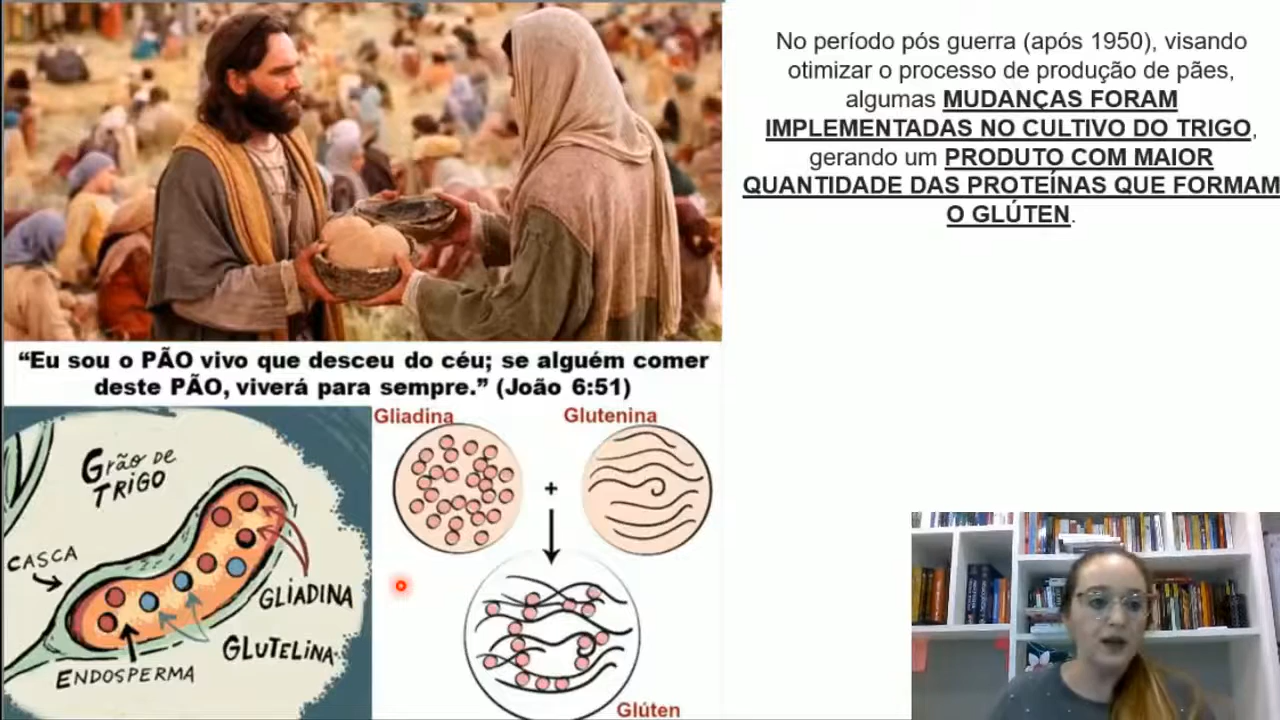 No período pós guerra (após 1950), visando
otimizar o processo de produção de pães,
algumas MUDANÇAS FORAM
IMPLEMENTADAS NO CULTIVO DO TRIGO,
gerando um PRODUTO COM MAIOR
QUANTIDADE DAS PROTEÍNAS QUE FORMAM
O GLÚTEN.
“Eu sou o PÃO vivo que desceu do céu; se alguém comer
deste PÃO, viverá para sempre.” (João 6:51)
GRÃO DE
TRIGO
CASCA
GLIADINA
GLUTELINA
ENDOSPERMA
Gliadina
Glutenina
+
Glúten